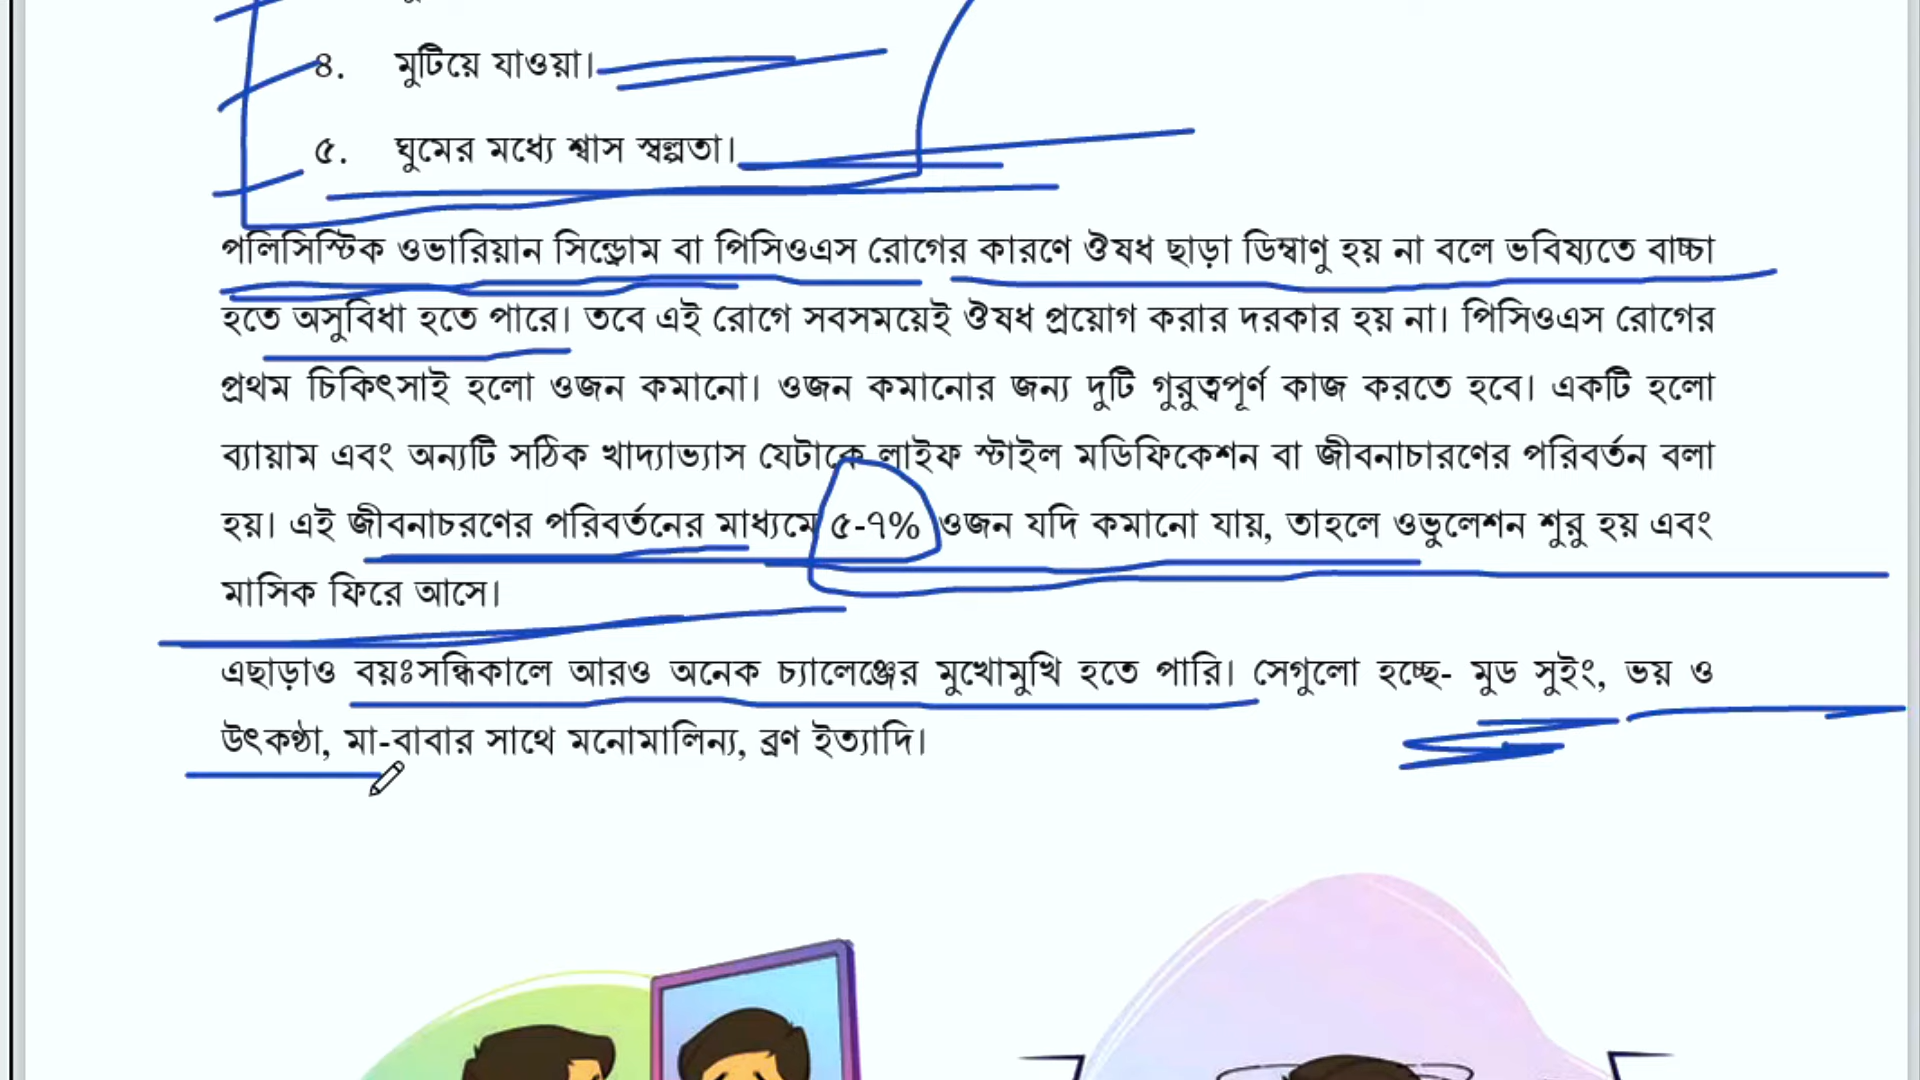 ৪. মুটিয়ে যাওয়া।
৫. ঘুমের মধ্যে শ্বাস স্বল্পতা।
পলিসিস্টিক ওভারিয়ান সিন্ড্রোম বা পিসিওএস রোগের কারণে ঔষধ ছাড়া ডিম্বাণু হয় না বলে ভবিষ্যতে বাচ্চা
হতে অসুবিধা হতে পারে। তবে এই রোগে সবসময়েই ঔষধ প্রয়োগ করার দরকার হয় না। পিসিওএস রোগের
প্রথম চিকিৎসাই হলো ওজন কমানো। ওজন কমানোর জন্য দুটি গুরুত্বপূর্ণ কাজ করতে হবে। একটি হলো
ব্যায়াম এবং অন্যটি সঠিক খাদ্যাভ্যাস যেটাকে লাইফ স্টাইল মডিফিকেশন বা জীবনাচারণের পরিবর্তন বলা
হয়। এই জীবনাচরণের পরিবর্তনের মাধ্যমে ৫-৭% ওজন যদি কমানো যায়, তাহলে ওভুলেশন শুরু হয় এবং
মাসিক ফিরে আসে।
এছাড়াও বয়ঃসন্ধিকালে আরও অনেক চ্যালেঞ্জের মুখোমুখি হতে পারি। সেগুলো হচ্ছে- মুড সুইং, ভয় ও
উৎকণ্ঠা, মা-বাবার সাথে মনোমালিন্য, ব্রণ ইত্যাদি।